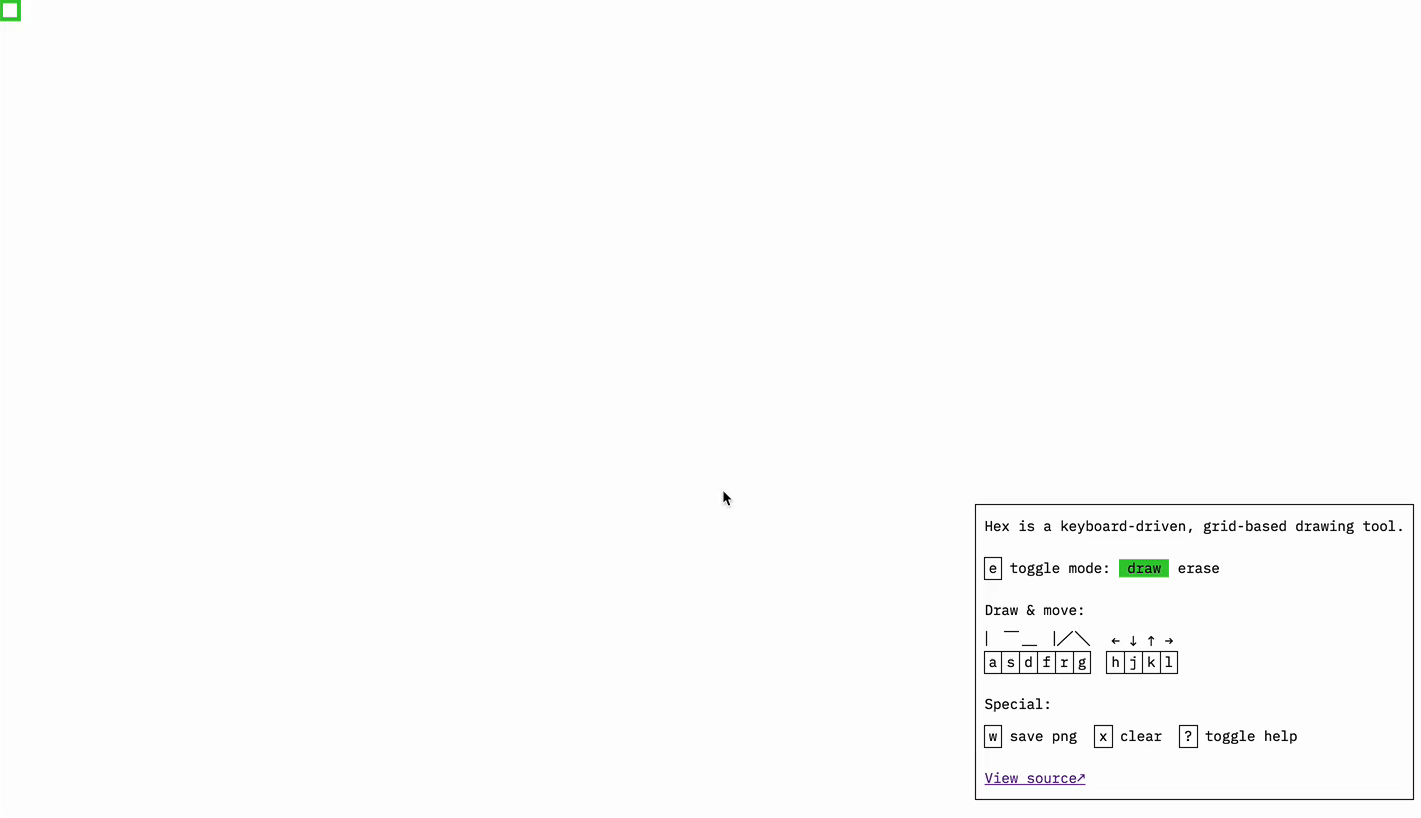 Hex is a keyboard-driven, grid-based drawing tool.
e toggle mode: draw erase
Draw & move:
| ‾ _ |╱╲ ← ↓ ↑ →
a s d f r g h j k l
Special:
w save png x clear ? toggle help
View source↗